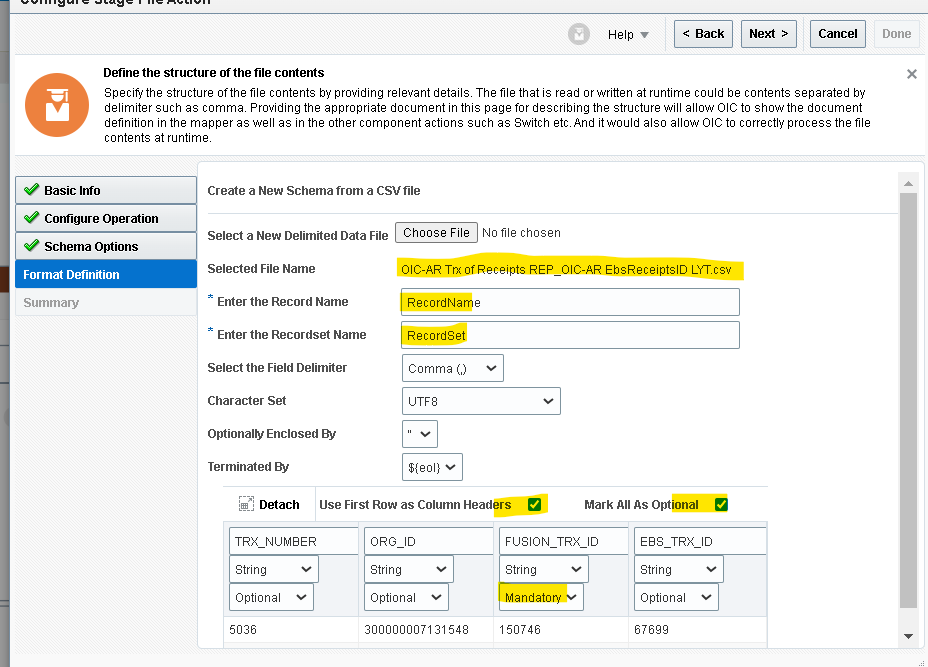 Configure Stage File Action
Help
< Back
Next >
Cancel
Done
Define the structure of the file contents
Specify the structure of the file contents by providing relevant details. The file that is read or written at runtime could be contents separated by
delimiter such as comma. Providing the appropriate document in this page for describing the structure will allow OIC to show the document
definition in the mapper as well as in the other component actions such as Switch etc. And it would also allow OIC to correctly process the file
contents at runtime.
Basic Info
Configure Operation
Schema Options
Format Definition
Summary
Create a New Schema from a CSV file
Select a New Delimited Data File Choose File No file chosen
Selected File Name OIC-AR Trx of Receipts REP_OIC-AR EbsReceiptsID LYT.csv
* Enter the Record Name RecordName
* Enter the Recordset Name RecordSet
Select the Field Delimiter Comma (,)
Character Set UTF8
Optionally Enclosed By "
Terminated By ${eol}
Detach Use First Row as Column Headers Mark All As Optional
TRX_NUMBER ORG_ID FUSION_TRX_ID EBS_TRX_ID
String String String String
Optional Optional Mandatory Optional
5036 300000007131548 150746 67699